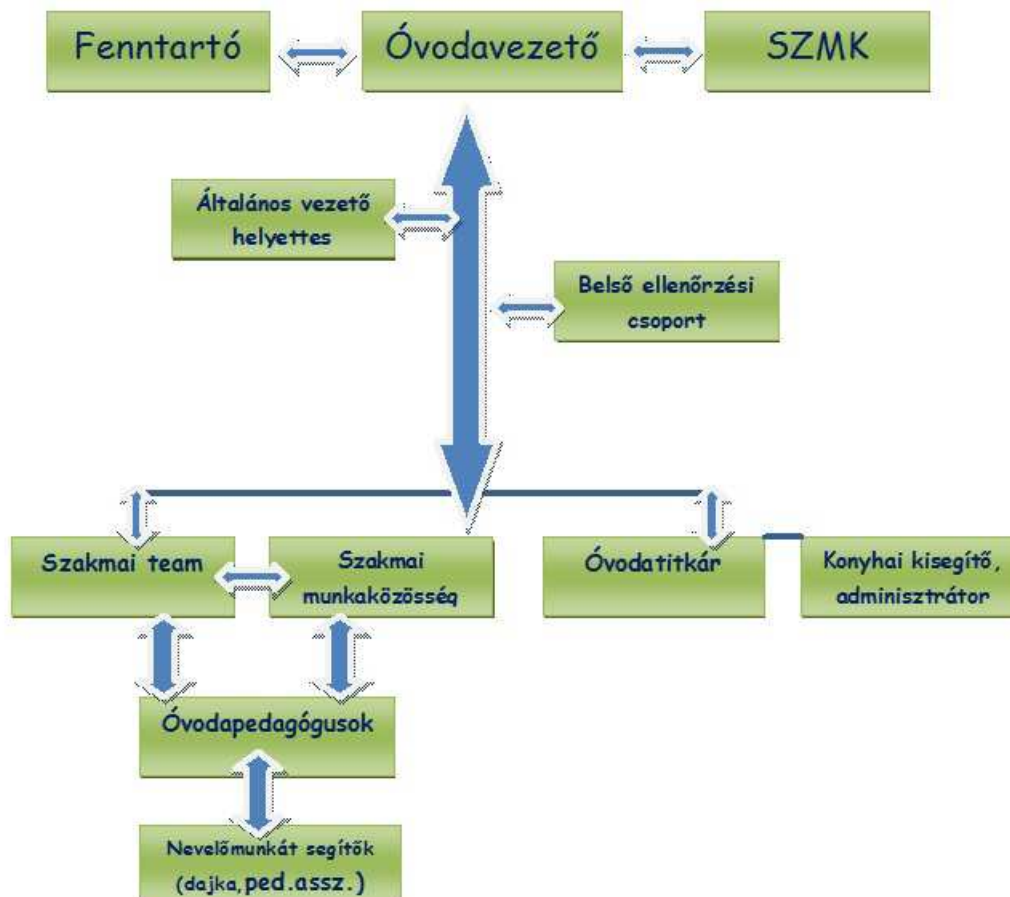 Fenntartó
Óvodavezető
SZMK
Általános vezető
helyettes
Belső ellenőrzési
csoport
Szakmai team
Szakmai
munkaközösség
Óvodatitkár
Konyhai kisegítő,
adminisztrátor
Óvodapedagógusok
Nevelőmunkát segítők
(dajka,ped.assz.)